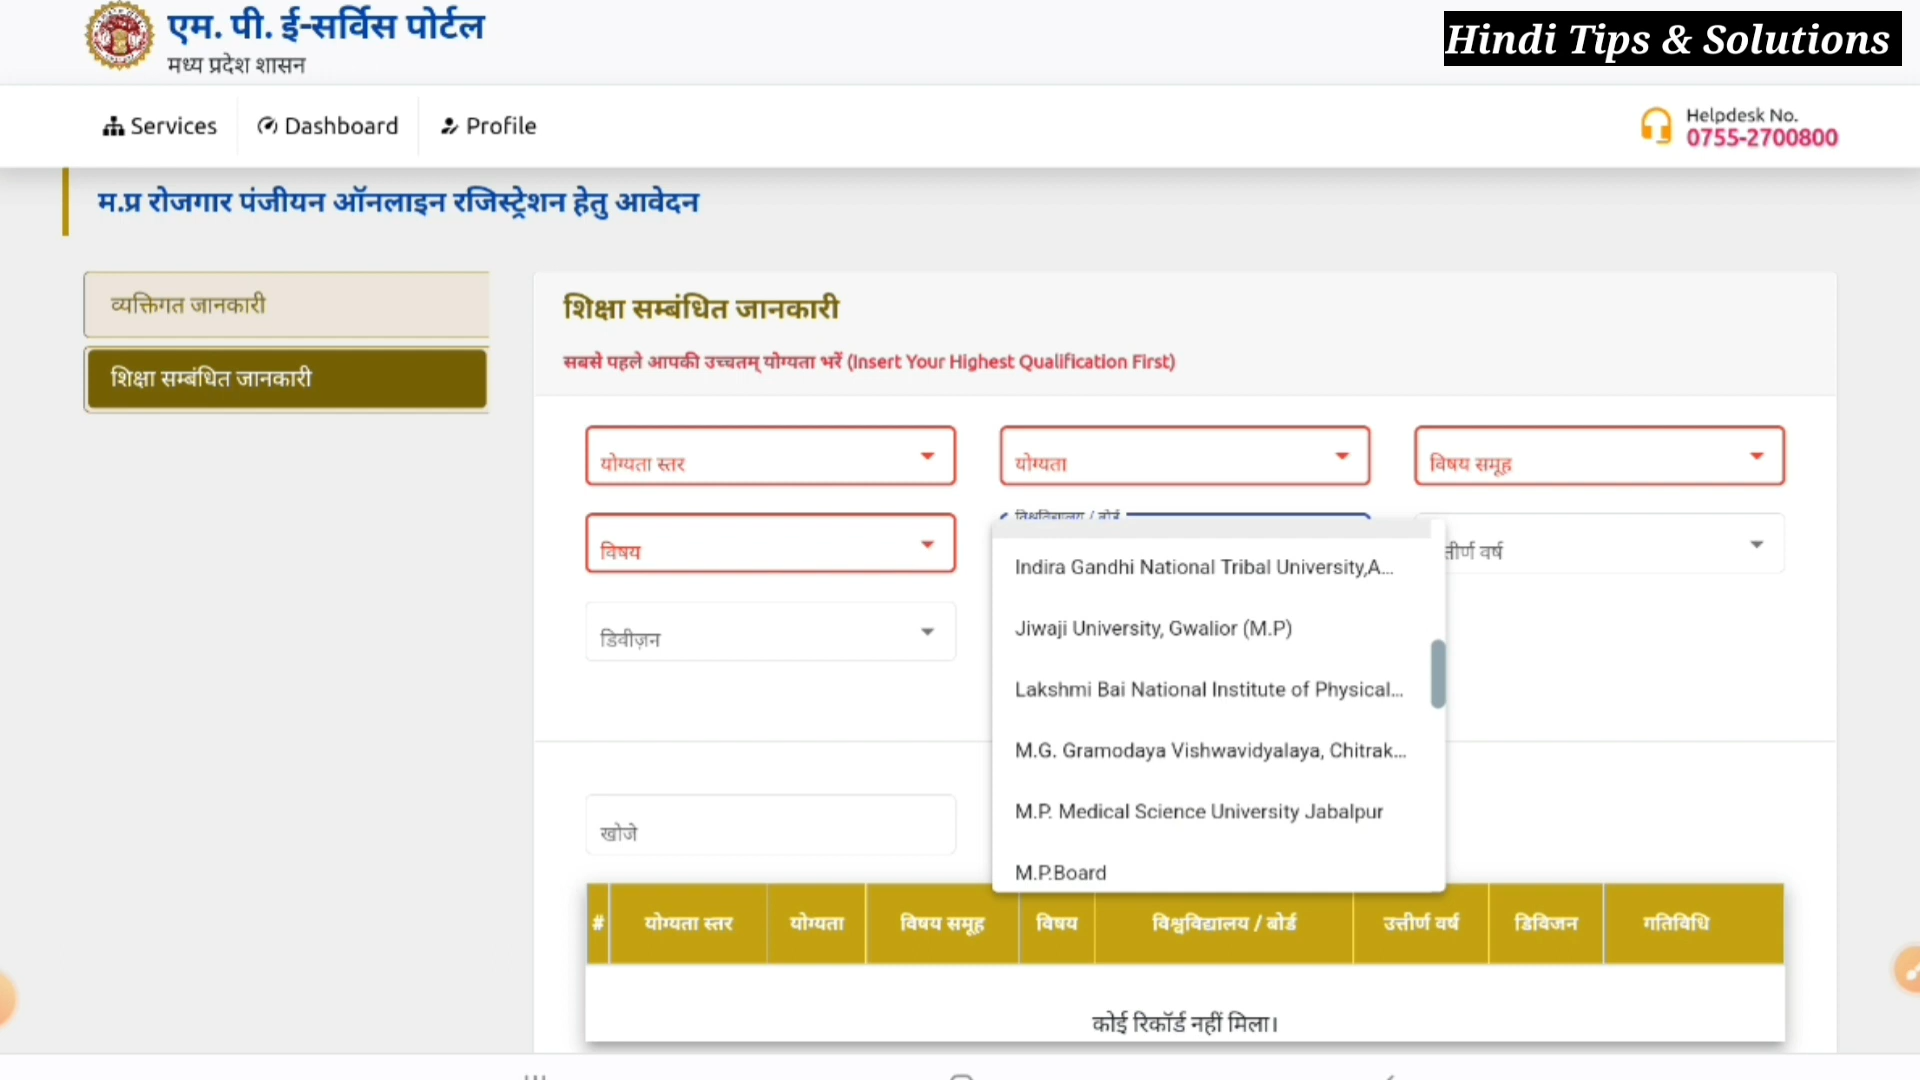 एम. पी. ई-सर्विस पोर्टल
मध्य प्रदेश शासन
Hindi Tips & Solutions
Services
Dashboard
Profile
Helpdesk No.
0755-2700800
म.प्र रोजगार पंजीयन ऑनलाइन रजिस्ट्रेशन हेतु आवेदन
व्यक्तिगत जानकारी
शिक्षा सम्बंधित जानकारी
शिक्षा सम्बंधित जानकारी
सबसे पहले आपकी उच्चतम् योग्यता भरें (Insert Your Highest Qualification First)
योग्यता स्तर
योग्यता
विषय समूह
विषय
विश्वविद्यालय / बोर्ड
तीर्ण वर्ष
डिवीज़न
Indira Gandhi National Tribal University,A...
Jiwaji University, Gwalior (M.P)
Lakshmi Bai National Institute of Physical...
M.G. Gramodaya Vishwavidyalaya, Chitrak...
M.P. Medical Science University Jabalpur
M.P.Board
खोजे
# योग्यता स्तर योग्यता विषय समूह विषय विश्वविद्यालय / बोर्ड उत्तीर्ण वर्ष डिविजन गतिविधि
कोई रिकॉर्ड नहीं मिला।